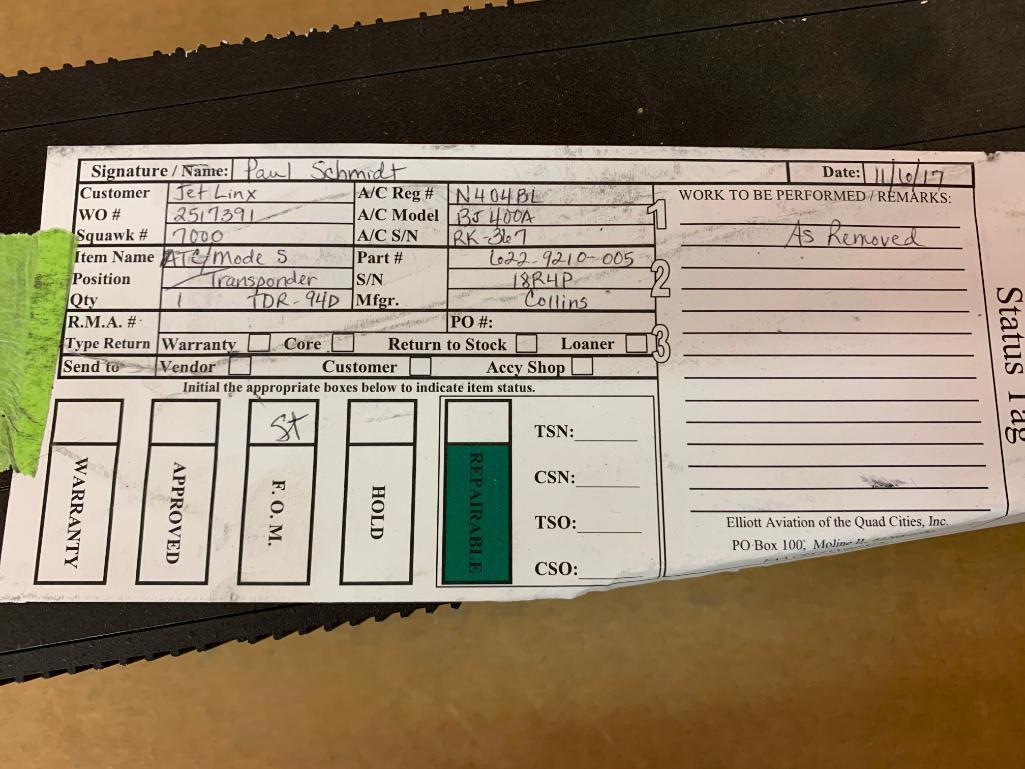 Signature / Name: Paul Schmidt Date: 11/6/17
Customer Jet Linx A/C Reg # N404BL
WO # 2517391 A/C Model BJ 400A
Squawk # 7000 A/C S/N RK-367
1
WORK TO BE PERFORMED / REMARKS:
As Removed
Item Name ATC/Mode S Part # 622-9210-005
Position Transponder S/N 18R4P
Qty 1 TDR-94D Mfgr. Collins
2
R.M.A. # PO #:
Type Return Warranty Core Return to Stock Loaner
3
Send to Vendor Customer Accy Shop
Initial the appropriate boxes below to indicate item status.
WARRANTY
APPROVED
St
F. O. M.
HOLD
REPAIRABLE
TSN:
CSN:
TSO:
CSO:
Elliott Aviation of the Quad Cities, Inc.
PO Box 100, Moline
Status Tag